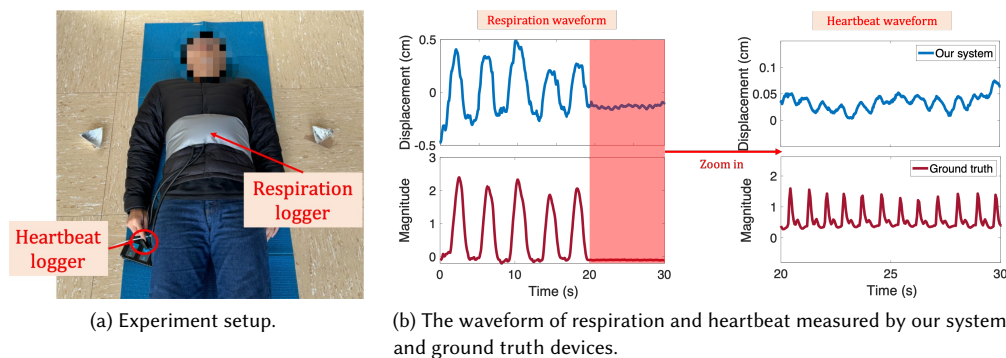 Respiration
logger
Heartbeat
logger
(a) Experiment setup.
Respiration waveform
Displacement (cm)
0.5
0
-0.5
Magnitude
3
2
1
0
0 10 20 30
Time (s)
Zoom in
Heartbeat waveform
Our system
Displacement (cm)
0.1
0.05
0
Ground truth
Magnitude
2
1
0
20 25 30
Time (s)
(b) The waveform of respiration and heartbeat measured by our system
and ground truth devices.